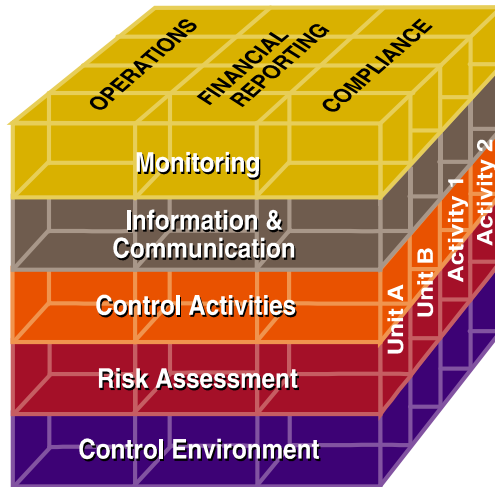 OPERATIONS
FINANCIAL
REPORTING
COMPLIANCE
Monitoring
Information &
Communication
Control Activities
Risk Assessment
Control Environment
Unit A
Unit B
Activity 1
Activity 2